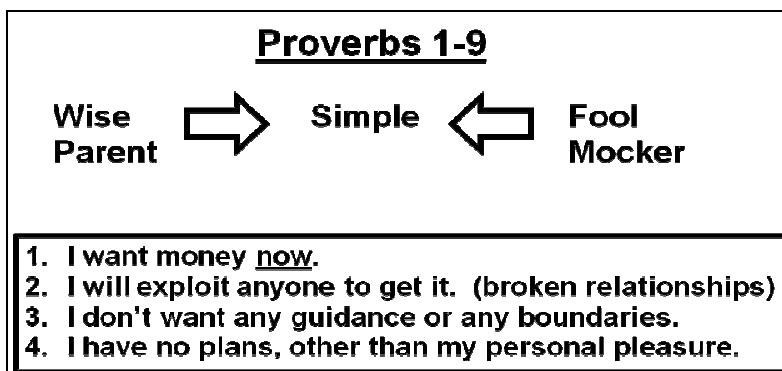 Proverbs 1-9
Wise Simple Fool
Parent Mocker
1. I want money now.
2. I will exploit anyone to get it. (broken relationships)
3. I don't want any guidance or any boundaries.
4. I have no plans, other than my personal pleasure.